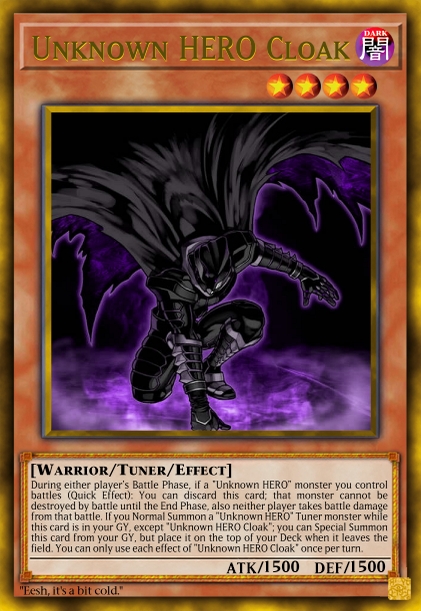 UNKNOWN HERO CLOAK
DARK
闇
[WARRIOR/TUNER/EFFECT]
During either player's Battle Phase, if a "Unknown HERO" monster you control
battles (Quick Effect): You can discard this card; that monster cannot be
destroyed by battle until the End Phase, also neither player takes battle damage
from that battle. If you Normal Summon a "Unknown HERO" Tuner monster while
this card is in your GY, except "Unknown HERO Cloak"; you can Special Summon
this card from your GY, but place it on the top of your Deck when it leaves the
field. You can only use each effect of "Unknown HERO Cloak" once per turn.
ATK/1500 DEF/1500
"Eesh, it's a bit cold."